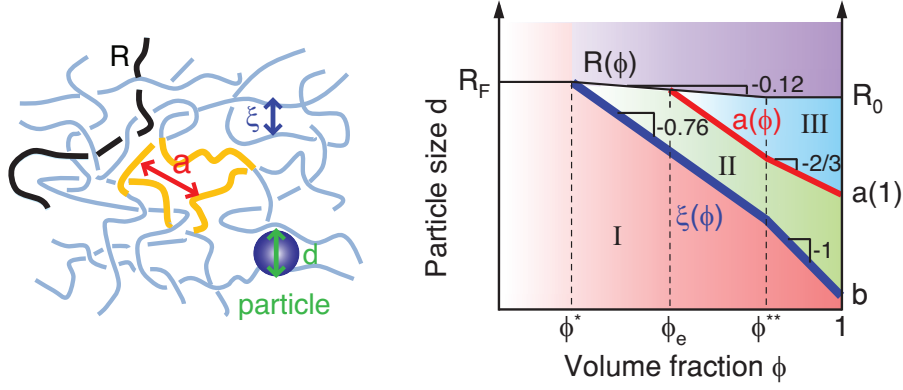 R
ξ
a
d
particle
Particle size d
R_F
R(ϕ)
-0.12
R_0
-0.76
a(ϕ)
III
II
-2/3
a(1)
I
ξ(ϕ)
-1
b
ϕ^*
ϕ_e
ϕ^**
1
Volume fraction ϕ